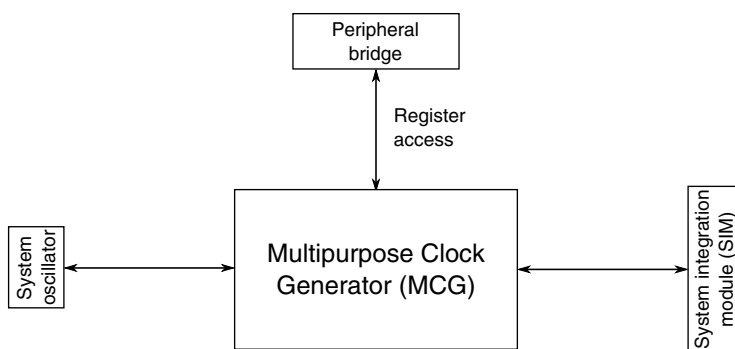 Peripheral
bridge
Register
access
System
oscillator
Multipurpose Clock
Generator (MCG)
System integration
module (SIM)